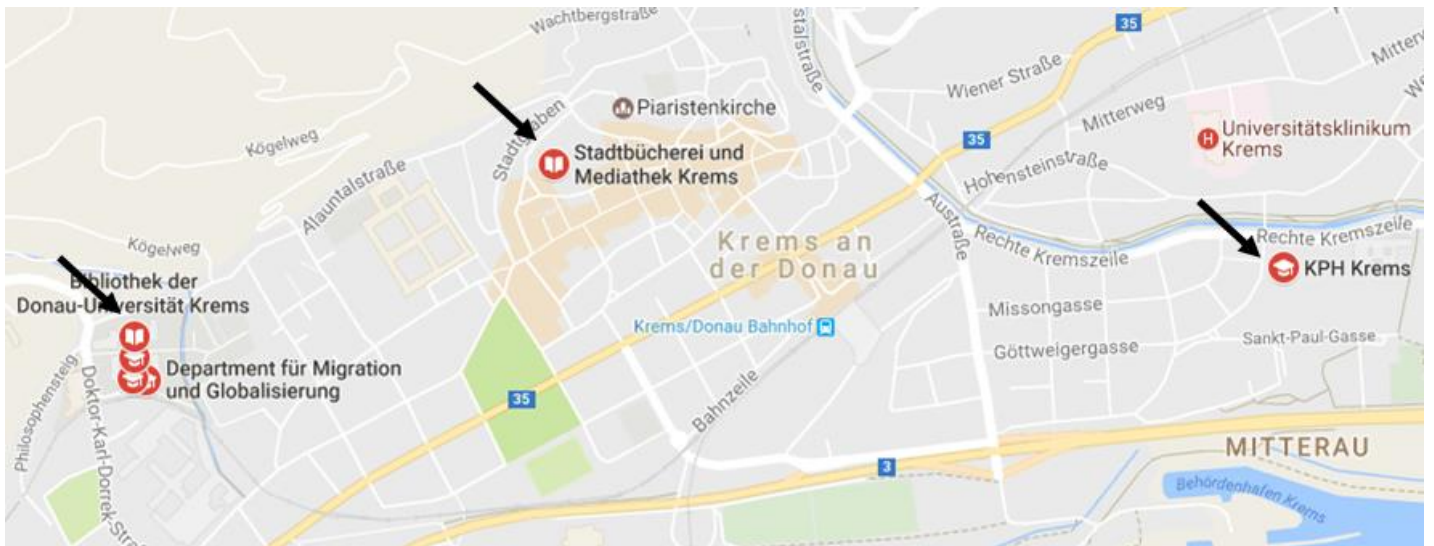 Wachtbergstraße
35
Wiener Straße
Mitterweg
Piaristenkirche
Stadtgraben
Kögelweg
Stadtbücherei und
Mediathek Krems
35
Universitätsklinikum
Krems
H
Hohensteinstraße
Alauntalstraße
Austraße
Krems an
der Donau
Rechte Kremszeile
Rechte Kremszeile
KPH Krems
Kögelweg
Bibliothek der
Donau-Universität Krems
Missongasse
Krems/Donau Bahnhof
Göttweigergasse
Sankt-Paul-Gasse
Department für Migration
und Globalisierung
Philosophensteig
Doktor-Karl-Dorrek-Stra
35
Bahnzeile
3
MITTERAU
Behördenhafen Krems